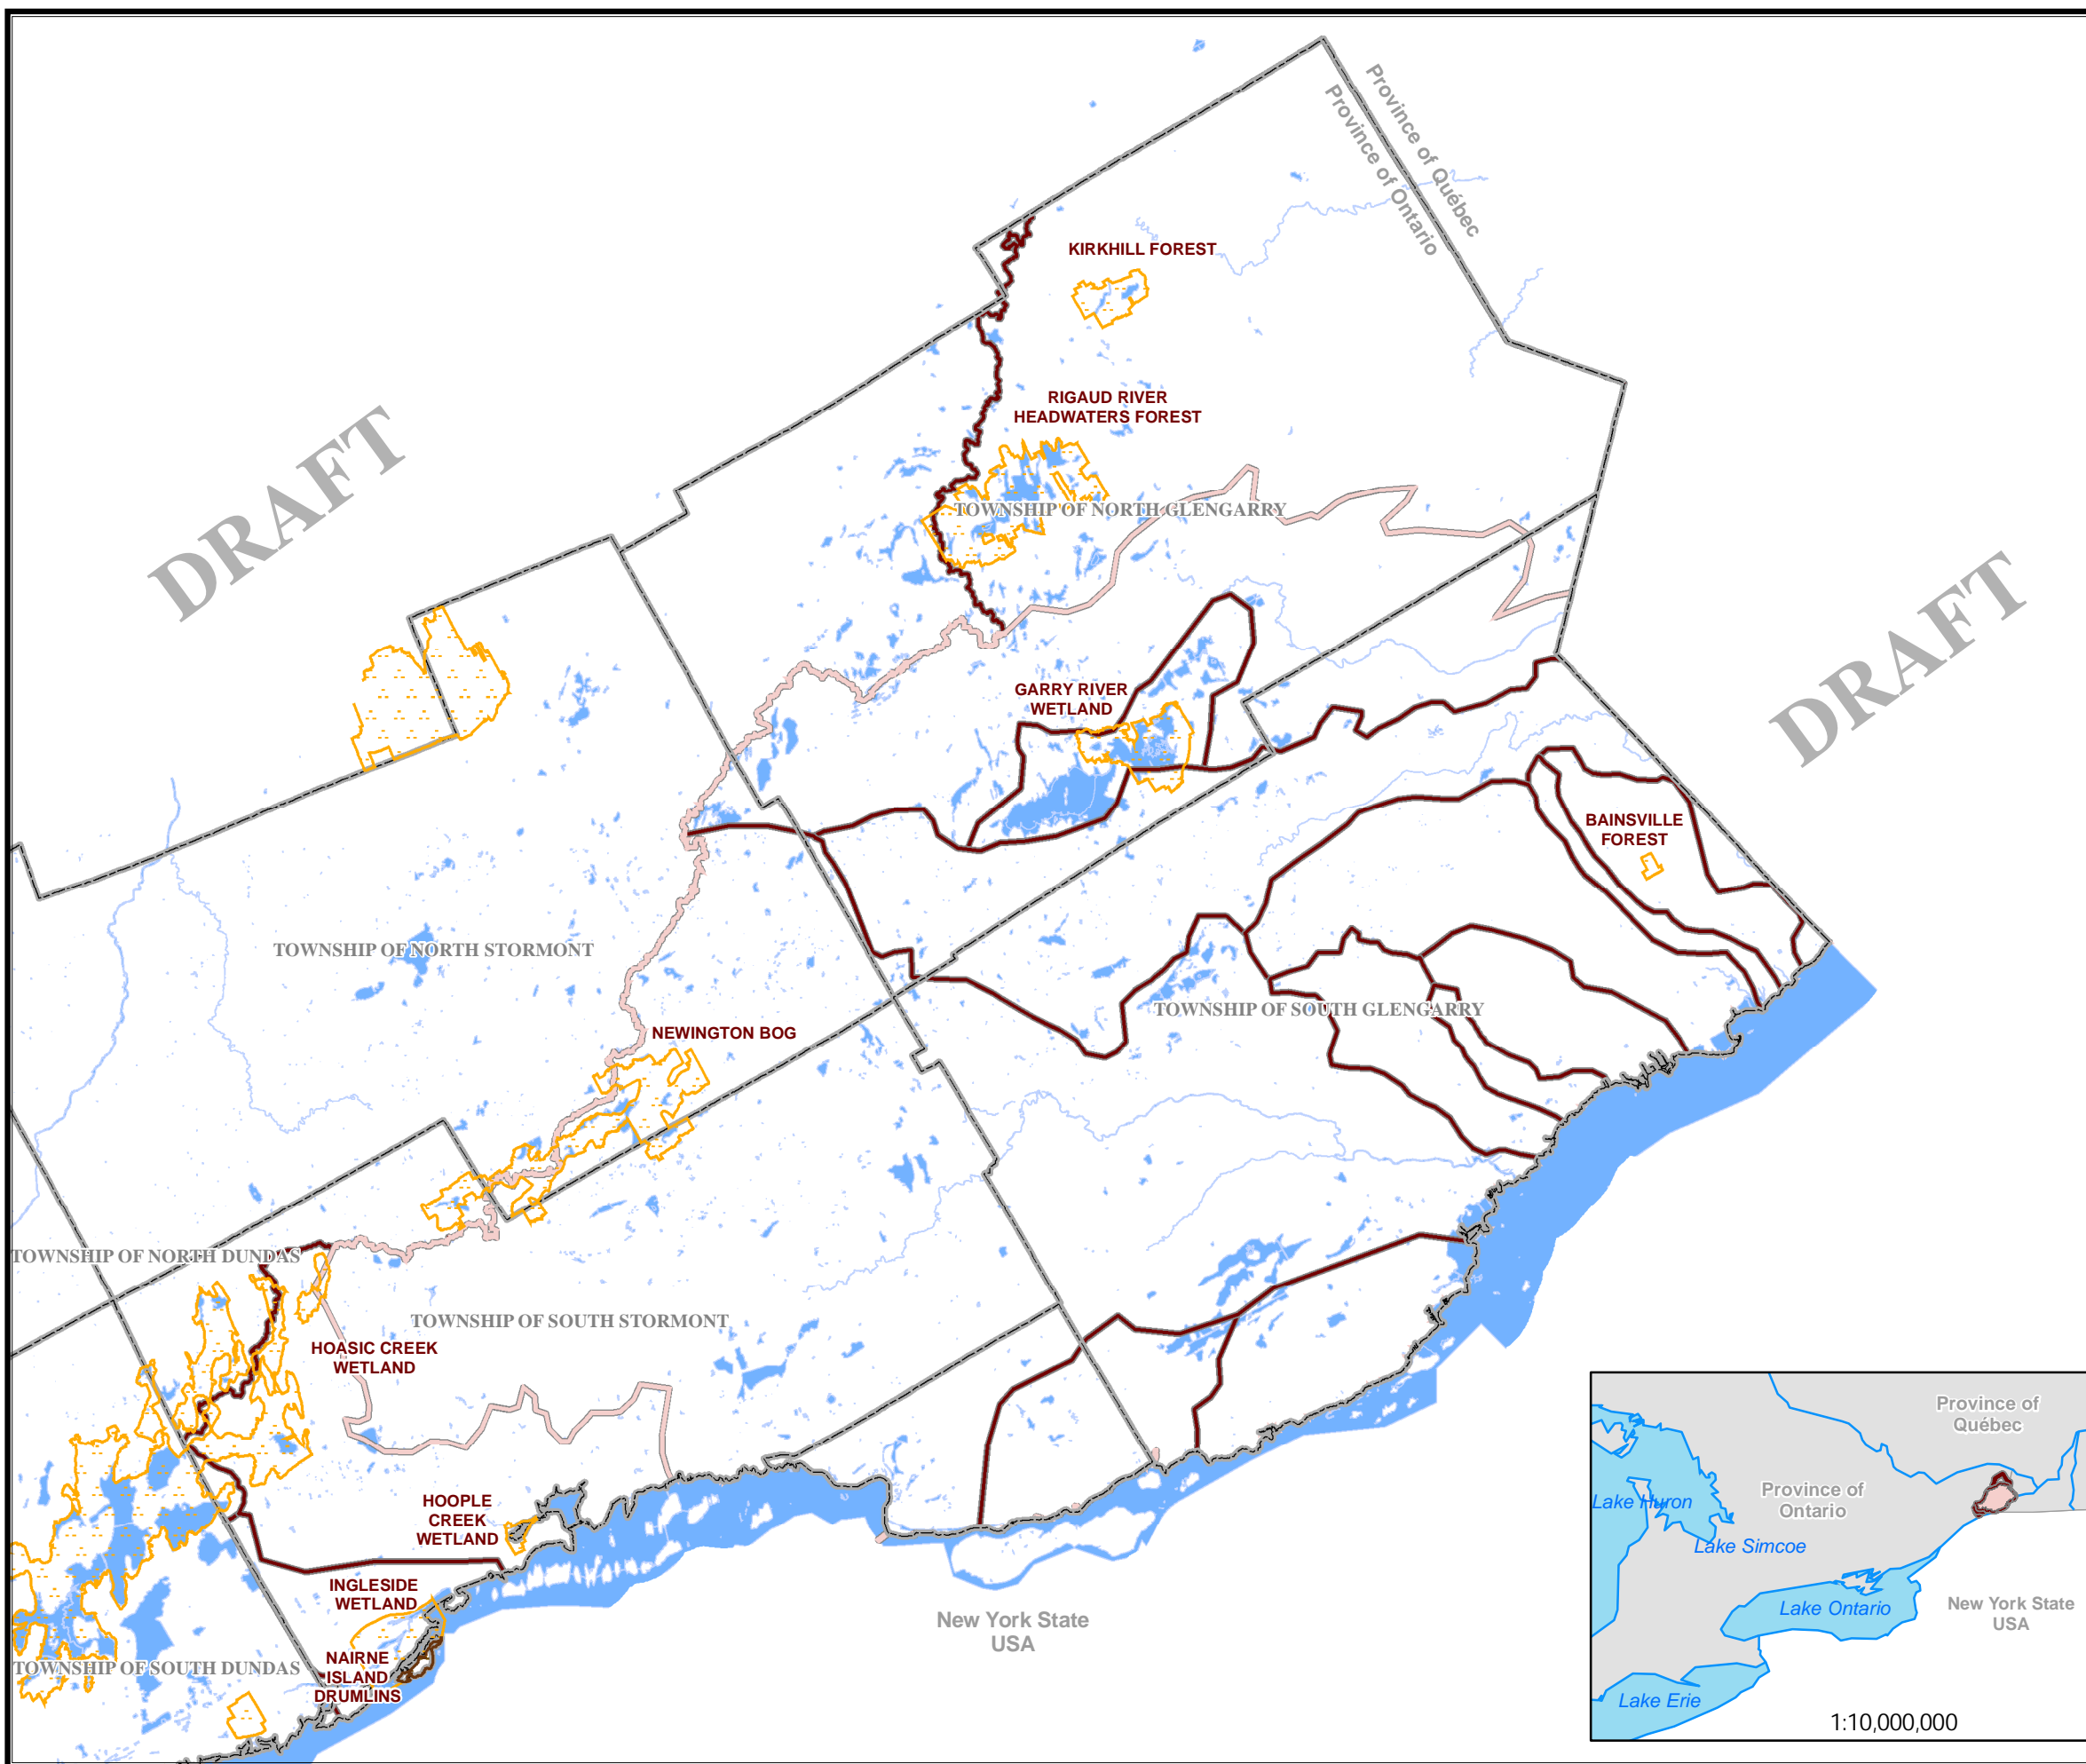 Province of Québec
Province of Ontario
KIRKHILL FOREST
RIGAUD RIVER
HEADWATERS FOREST
DRAFT
TOWNSHIP OF NORTH GLENGARRY
DRAFT
GARRY RIVER
WETLAND
BAINSVILLE
FOREST
TOWNSHIP OF NORTH STORMONT
TOWNSHIP OF SOUTH GLENGARRY
NEWINGTON BOG
TOWNSHIP OF NORTH DUNDAS
TOWNSHIP OF SOUTH STORMONT
HOASIC CREEK
WETLAND
HOOPLE
CREEK
WETLAND
INGLESIDE
WETLAND
NAIRNE
ISLAND
DRUMLINS
TOWNSHIP OF SOUTH DUNDAS
New York State
USA
Province of
Québec
Province of
Ontario
Lake Huron
Lake Simcoe
Lake Ontario
New York State
USA
Lake Erie
1:10,000,000